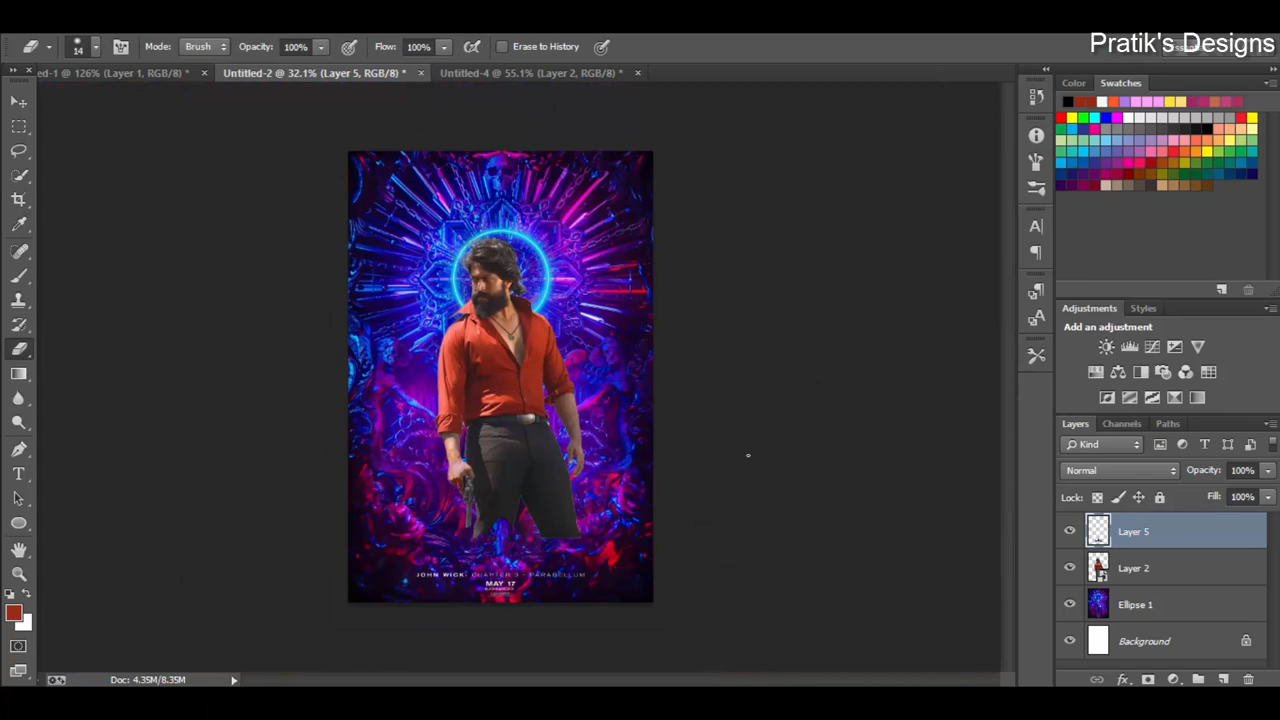 Pratik's Designs
14 Mode: Brush Opacity: 100% Flow: 100% Erase to History
ed-1 @ 126% (Layer 1, RGB/8) * × Untitled-2 @ 32.1% (Layer 5, RGB/8) * × Untitled-4 @ 55.1% (Layer 2, RGB/8) * ×
Color Swatches
Adjustments Styles
Add an adjustment
Layers Channels Paths
Kind
Normal Opacity: 100%
Lock: Fill: 100%
Layer 5
Layer 2
Ellipse 1
Background
JOHN WICK: CHAPTER 3 - PARABELLUM
MAY 17
Doc: 4.35M/8.35M